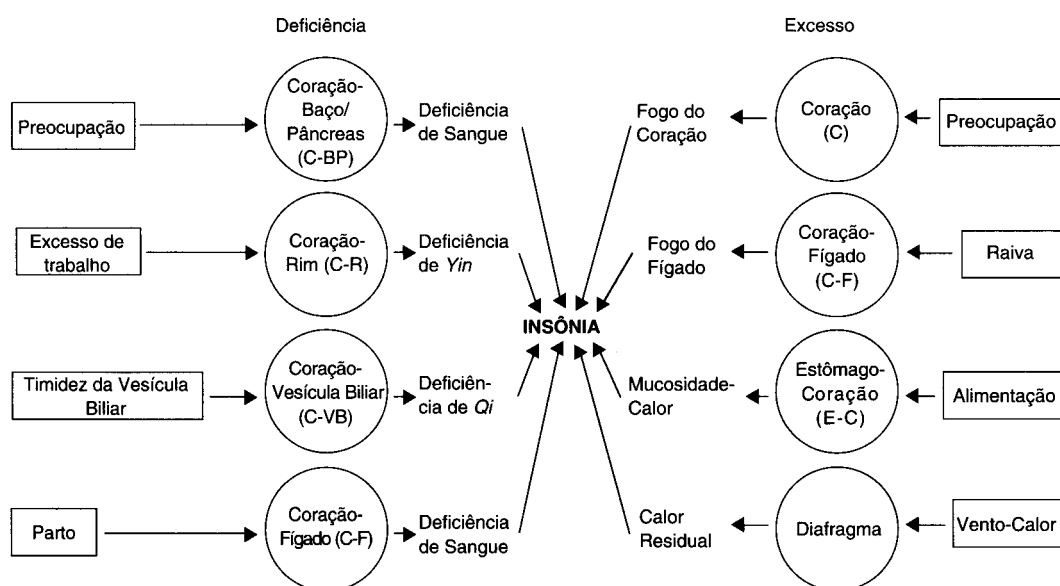 Deficiência
Excesso
Preocupação
Coração-
Baço/
Pâncreas
(C-BP)
Deficiência
de Sangue
Fogo do
Coração
Coração
(C)
Preocupação
Excesso de
trabalho
Coração-
Rim (C-R)
Deficiência
de Yin
Fogo do
Fígado
Coração-
Fígado
(C-F)
Raiva
INSÔNIA
Timidez da Vesícula
Biliar
Coração-
Vesícula Biliar
(C-VB)
Deficiên-
cia de Qi
Mucosidade-
Calor
Estômago-
Coração
(E-C)
Alimentação
Parto
Coração-
Fígado (C-F)
Deficiência
de Sangue
Calor
Residual
Diafragma
Vento-Calor